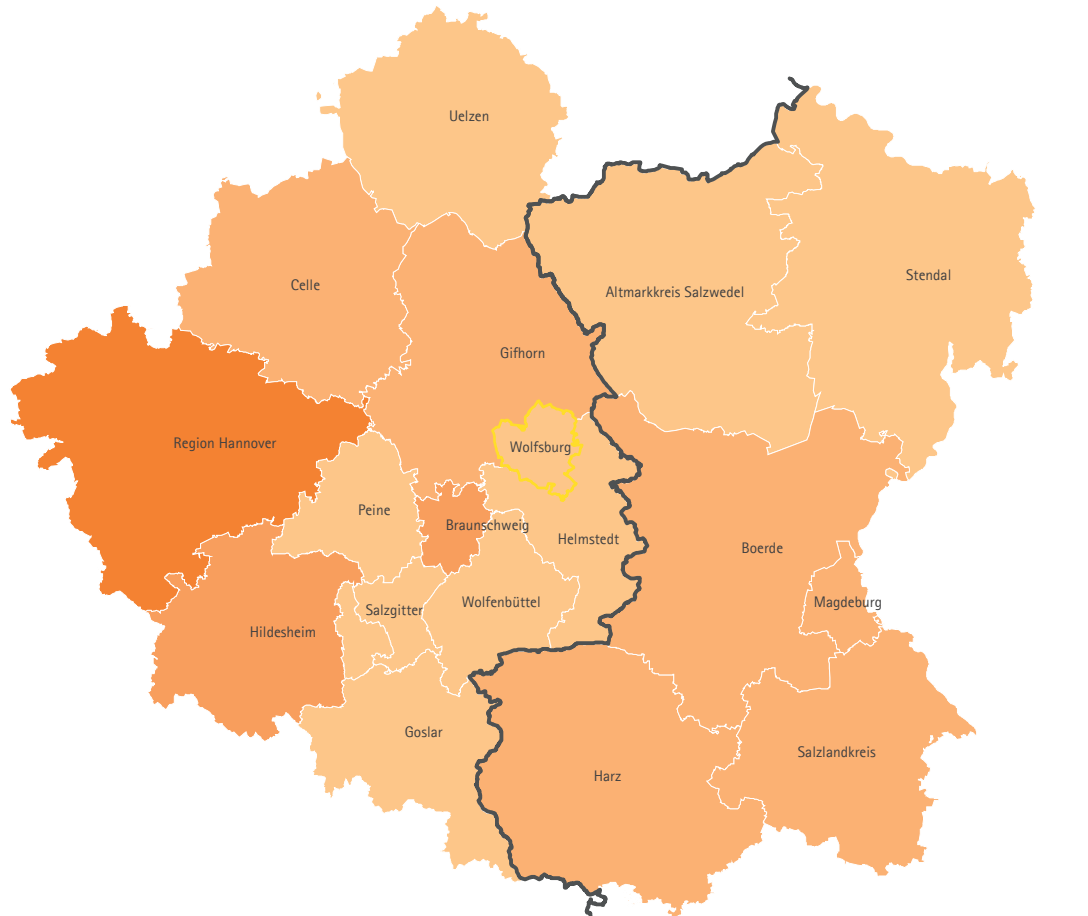 Uelzen
Stendal
Celle
Altmarkkreis Salzwedel
Gifhorn
Region Hannover
Wolfsburg
Peine
Braunschweig
Helmstedt
Boerde
Salzgitter
Wolfenbüttel
Magdeburg
Hildesheim
Goslar
Salzlandkreis
Harz